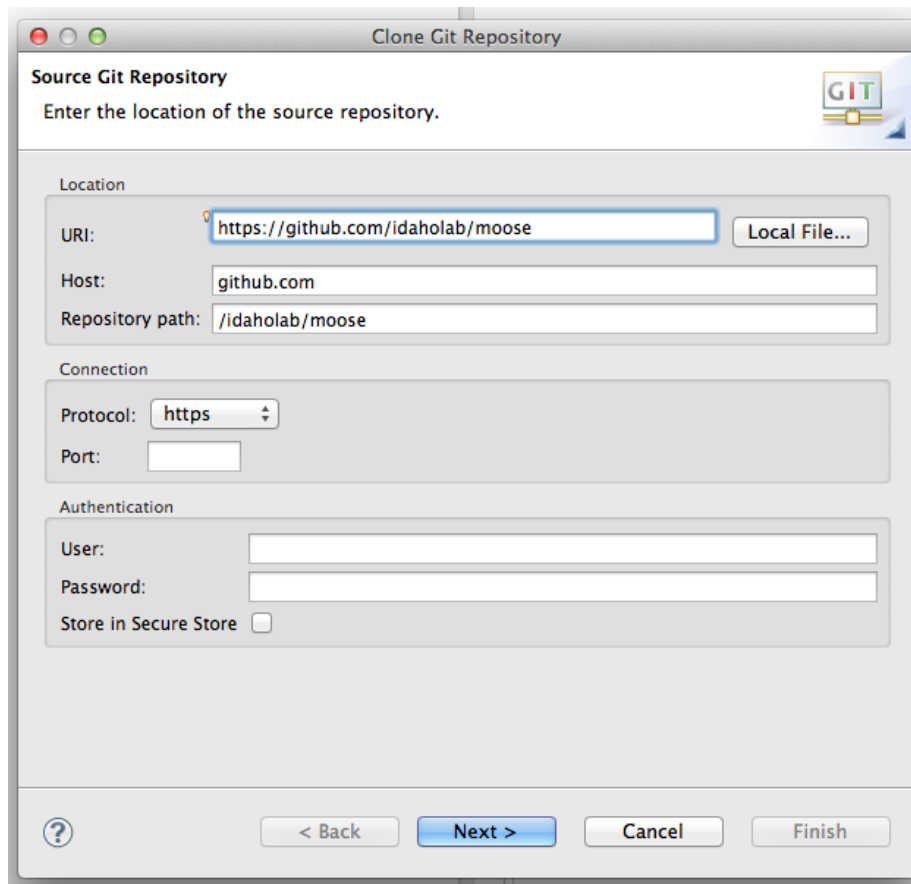 Clone Git Repository
Source Git Repository
GIT
Enter the location of the source repository.
Location
URI: https://github.com/idaholab/moose Local File...
Host: github.com
Repository path: /idaholab/moose
Connection
Protocol: https
Port:
Authentication
User:
Password:
Store in Secure Store
? < Back Next > Cancel Finish